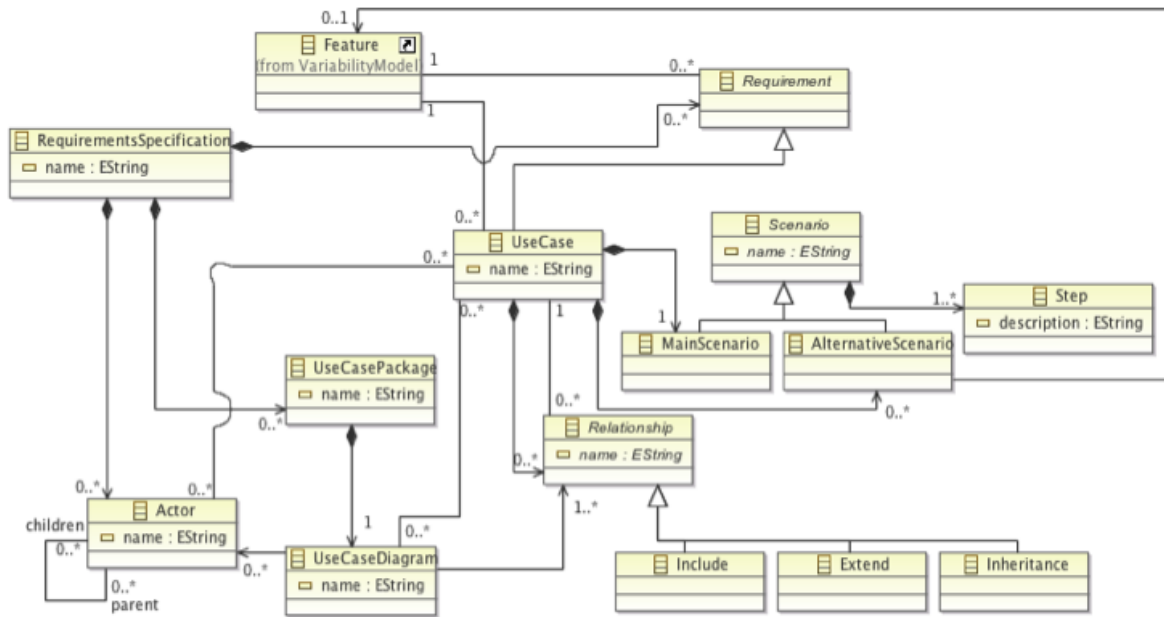 0..1
Feature
(from VariabilityModel)
1
0..*
1
0..*
Requirement
RequirementsSpecification
name : EString
0..*
UseCase
name : EString
0..*
0..*
1
1
Scenario
name : EString
1..*
Step
description : EString
MainScenario
AlternativeScenario
0..*
UseCasePackage
name : EString
0..*
0..*
Relationship
name : EString
0..*
1..*
0..*
0..*
Actor
name : EString
children
0..*
0..*
parent
0..*
1
0..*
UseCaseDiagram
name : EString
Include
Extend
Inheritance